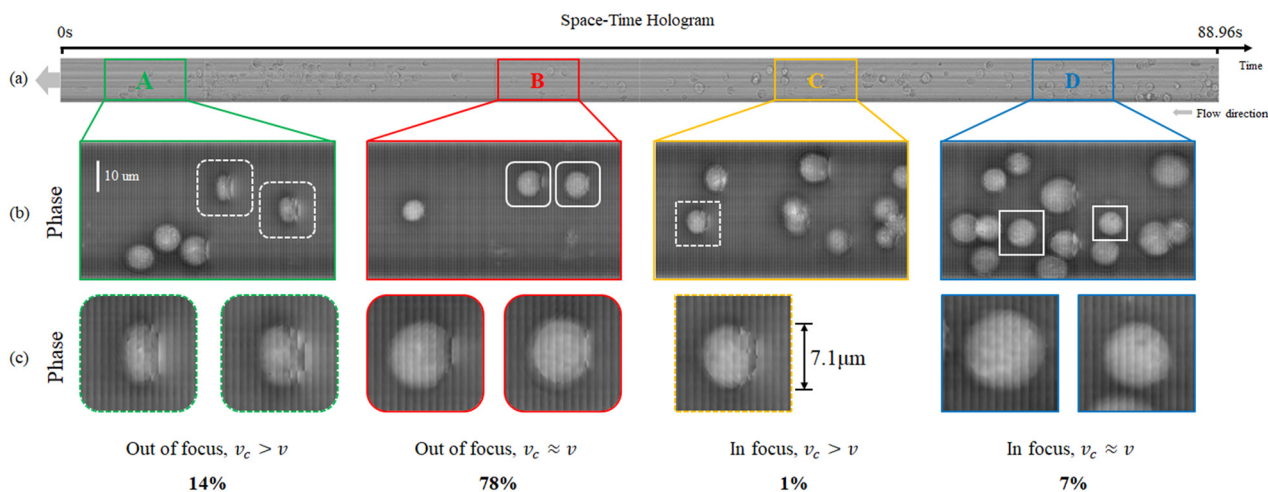 Space-Time Hologram
0s
88.96s
Time
(a)
A
B
C
D
Flow direction
(b)
Phase
10 um
(c)
Phase
7.1μm
Out of focus, v_c > v
Out of focus, v_c ≈ v
In focus, v_c > v
In focus, v_c ≈ v
14%
78%
1%
7%